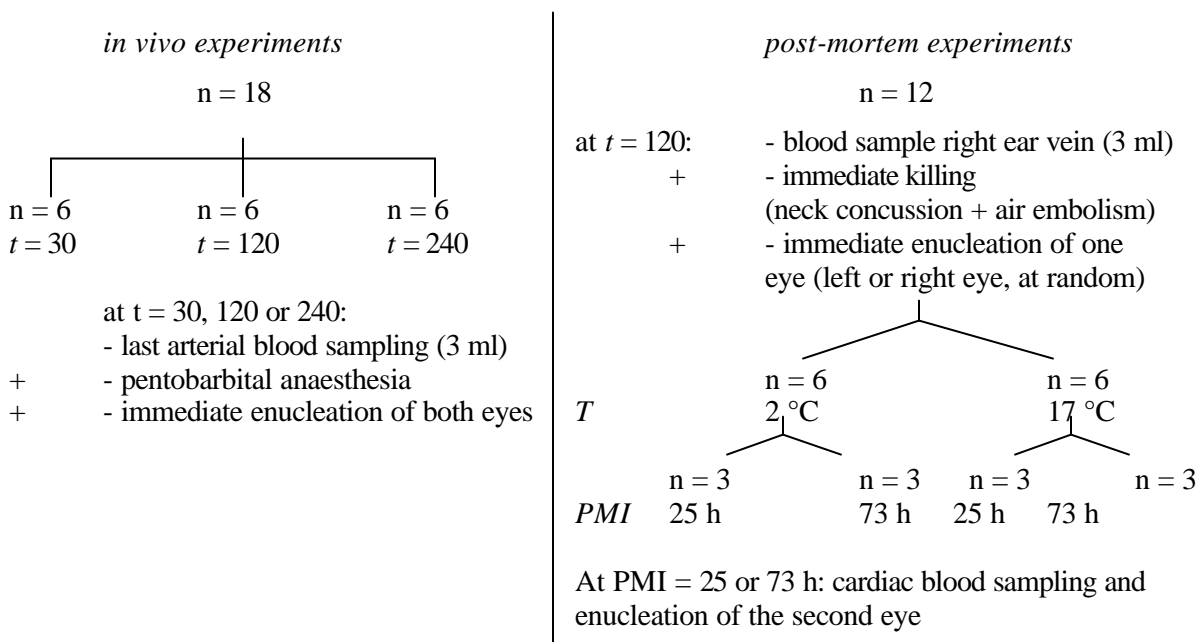 in vivo experiments
n = 18
n = 6 n = 6 n = 6
t = 30 t = 120 t = 240
at t = 30, 120 or 240:
- last arterial blood sampling (3 ml)
+ - pentobarbital anaesthesia
+ - immediate enucleation of both eyes
post-mortem experiments
n = 12
at t = 120: - blood sample right ear vein (3 ml)
+ - immediate killing
(neck concussion + air embolism)
+ - immediate enucleation of one
eye (left or right eye, at random)
n = 6 n = 6
T 2 °C 17 °C
n = 3 n = 3 n = 3 n = 3
PMI 25 h 73 h 25 h 73 h
At PMI = 25 or 73 h: cardiac blood sampling and
enucleation of the second eye